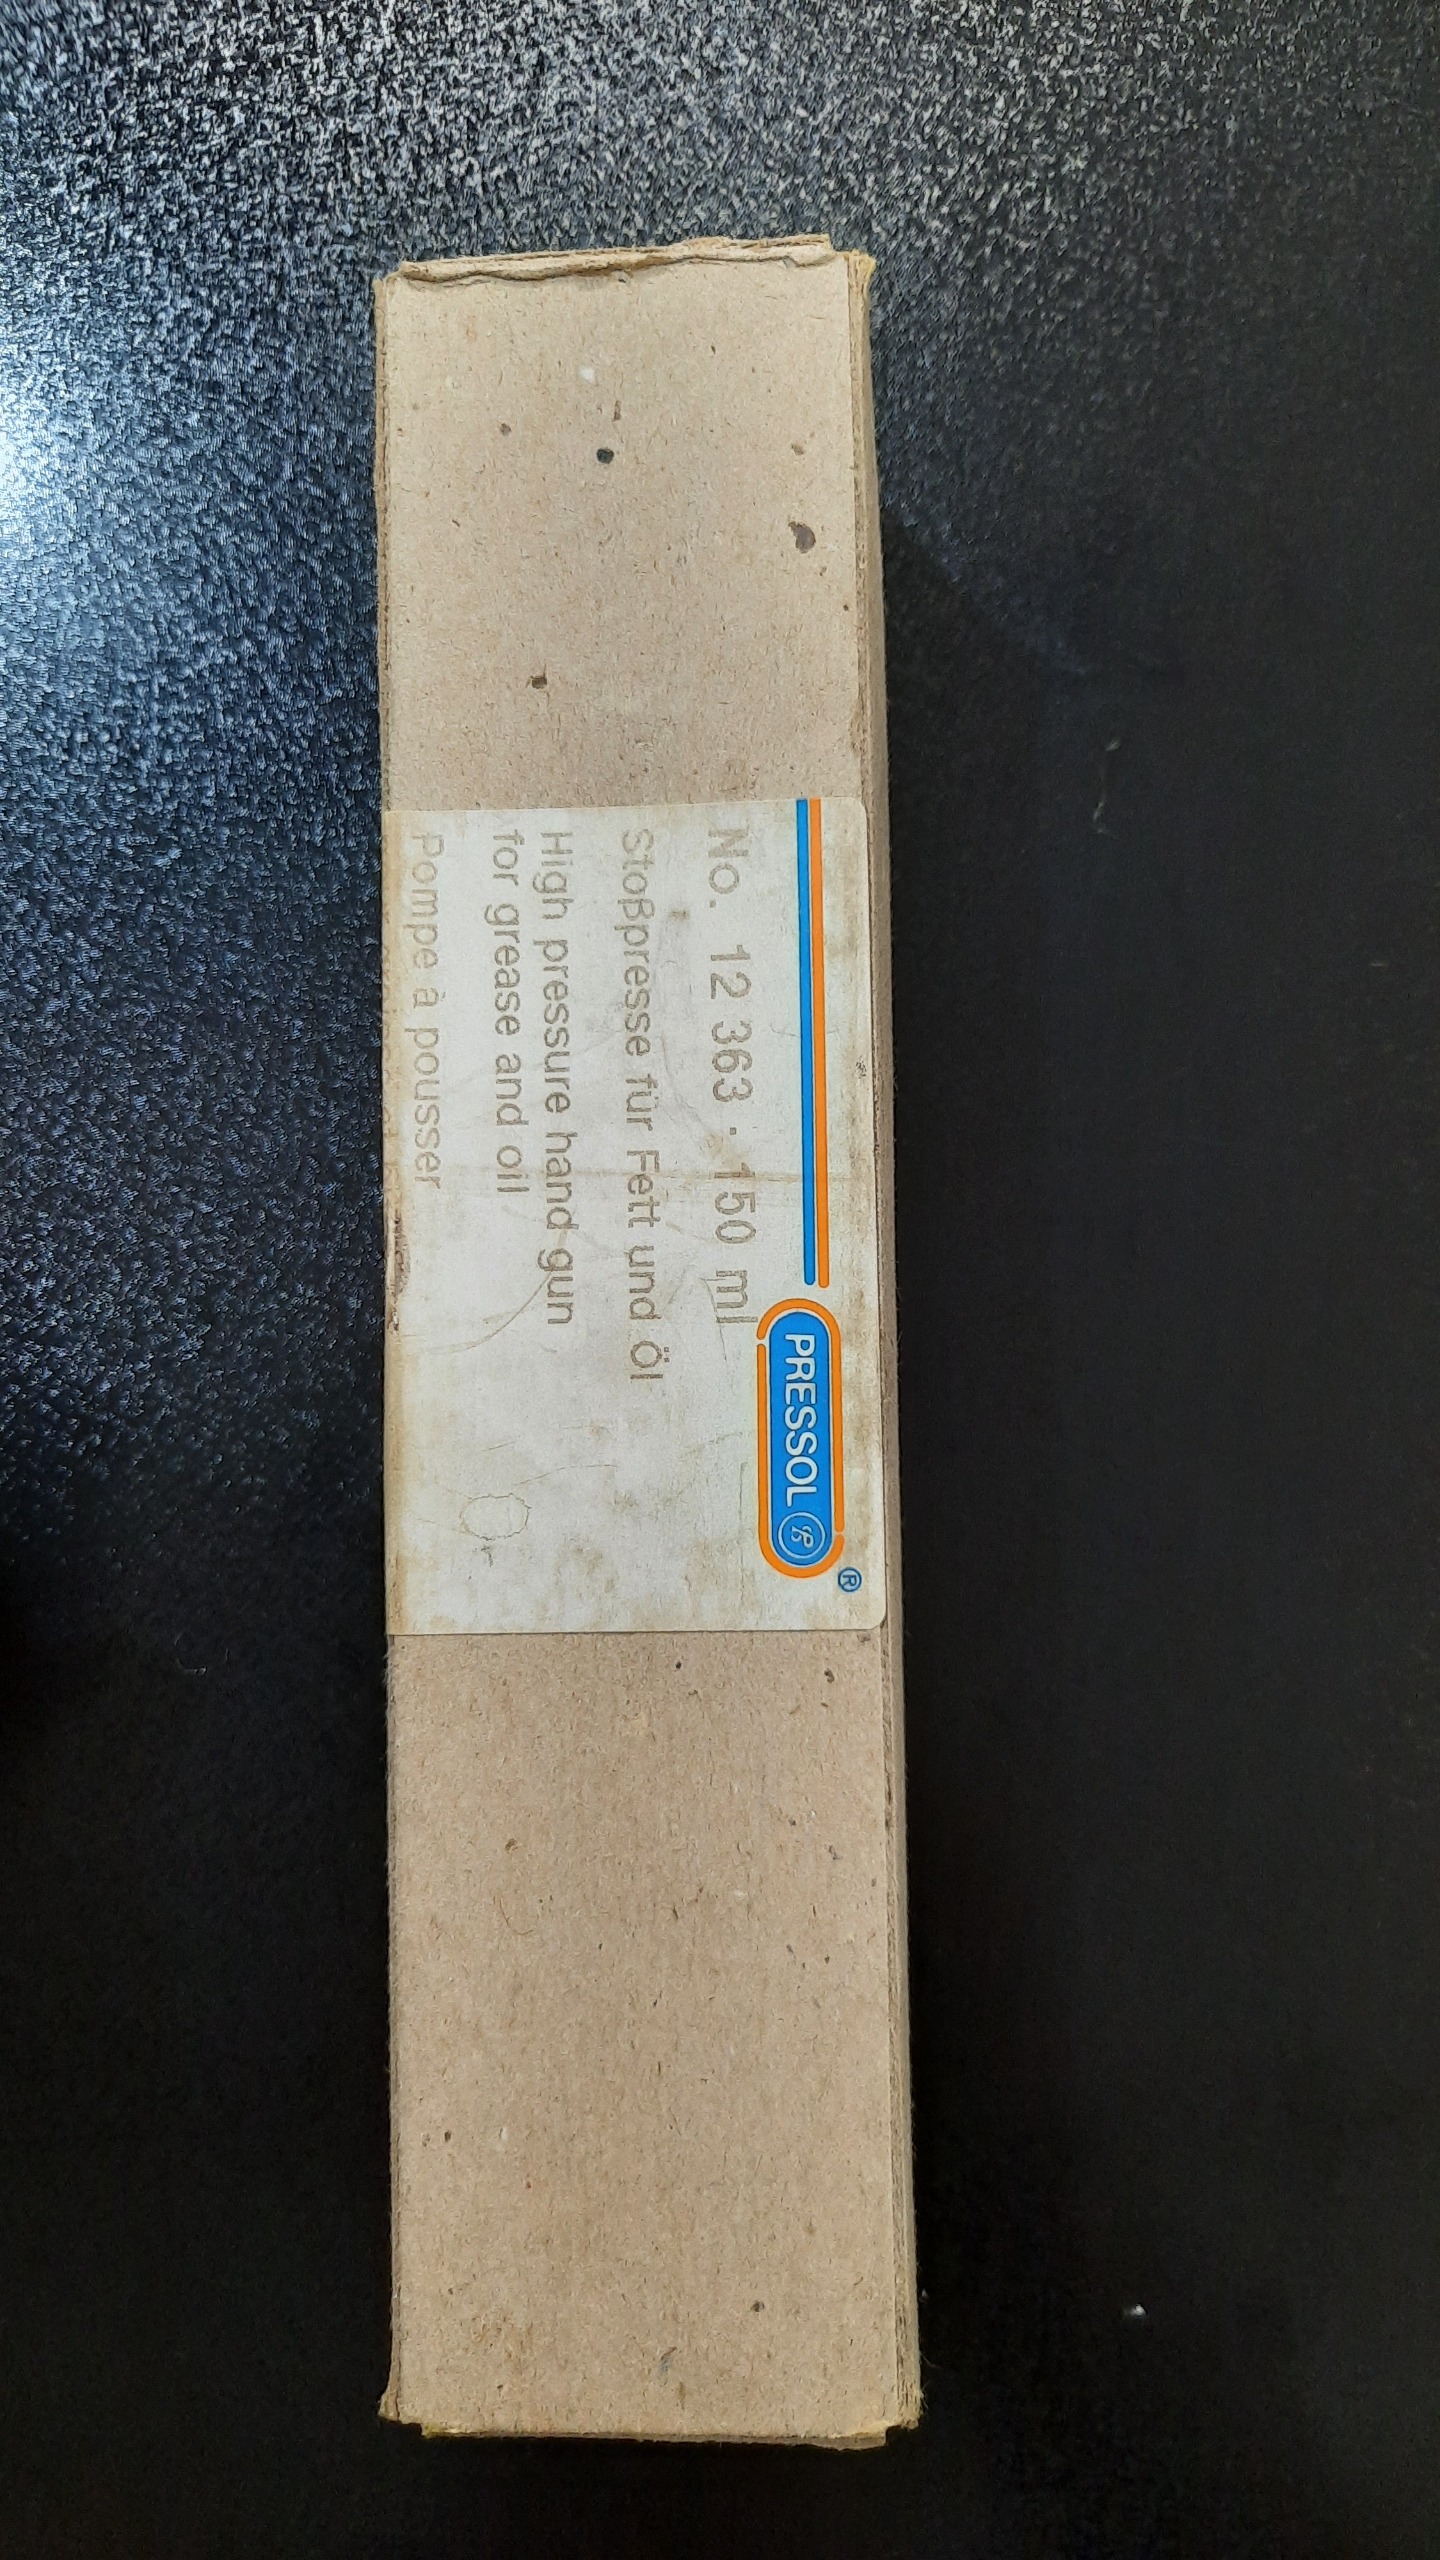 PRESSOL ®
No. 12 363 · 150 ml
Stoßpresse für Fett und Öl
High pressure hand gun
for grease and oil
Pompe à pousser